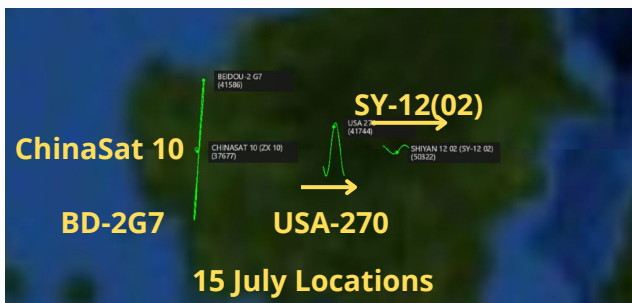 BEIDOU-2 G7
(41586)
SY-12(02)
USA 27
(41744)
ChinaSat 10
CHINASAT 10 (ZX 10)
(37677)
SHIYAN 12 02 (SY-12 02)
(50322)
BD-2G7
USA-270
15 July Locations